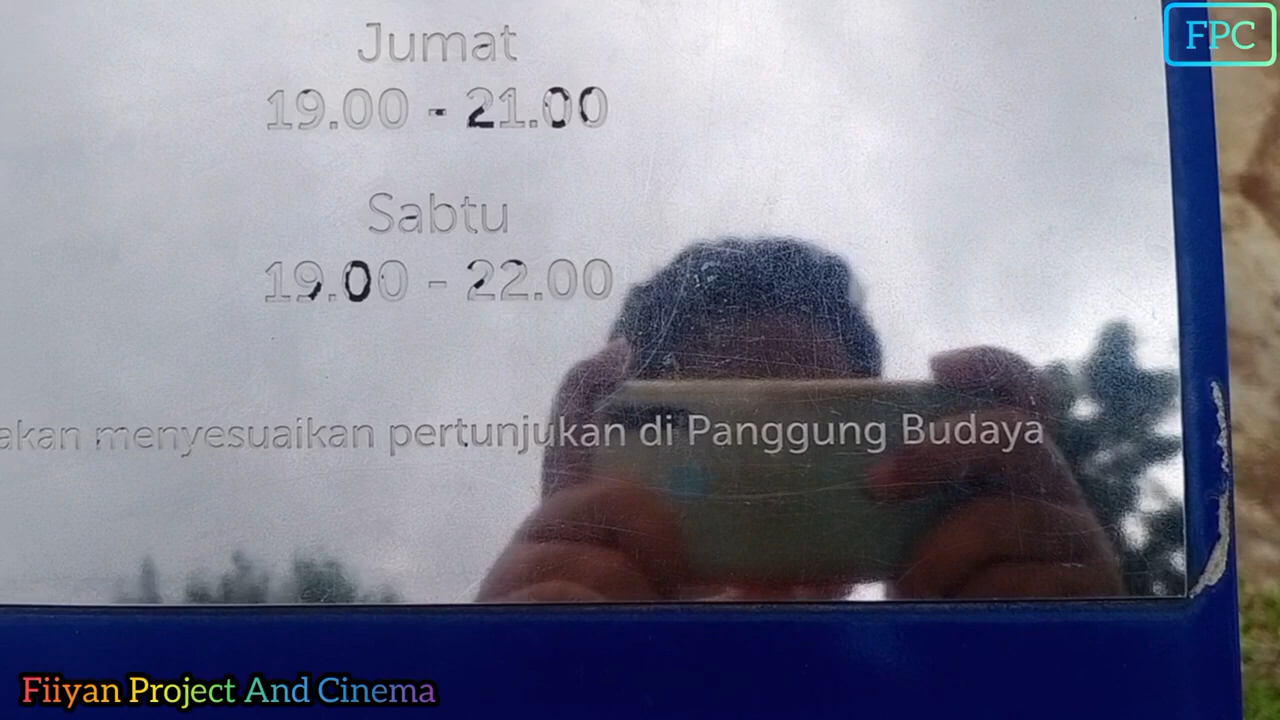 FPC
Jumat
19.00 - 21.00
Sabtu
19.00 - 22.00
akan menyesuaikan pertunjukan di Panggung Budaya
Fiiyan Project And Cinema